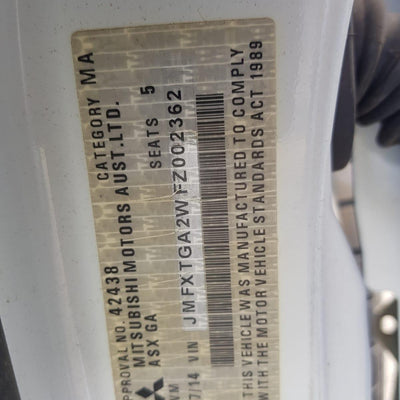 APPROVAL NO. 42438 CATEGORY MA
MITSUBISHI MOTORS AUST.LTD.
ASX GA SEATS 5
7/14 VIN JMFXTGA2WFZ002362
THIS VEHICLE WAS MANUFACTURED TO COMPLY
WITH THE MOTOR VEHICLE STANDARDS ACT 1989